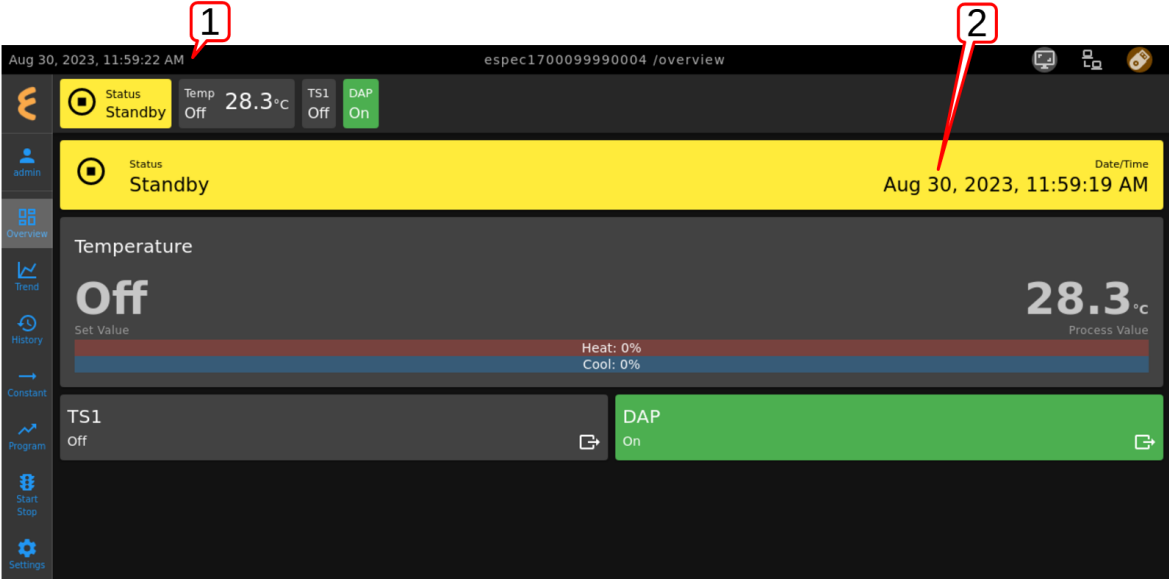 1
2
Aug 30, 2023, 11:59:22 AM
espec1700099990004 /overview
Status
Standby
Temp
Off
28.3°C
TS1
Off
DAP
On
admin
Overview
Trend
History
Constant
Program
Start
Stop
Settings
Status
Standby
Date/Time
Aug 30, 2023, 11:59:19 AM
Temperature
Off
28.3°C
Set Value
Process Value
Heat: 0%
Cool: 0%
TS1
Off
DAP
On